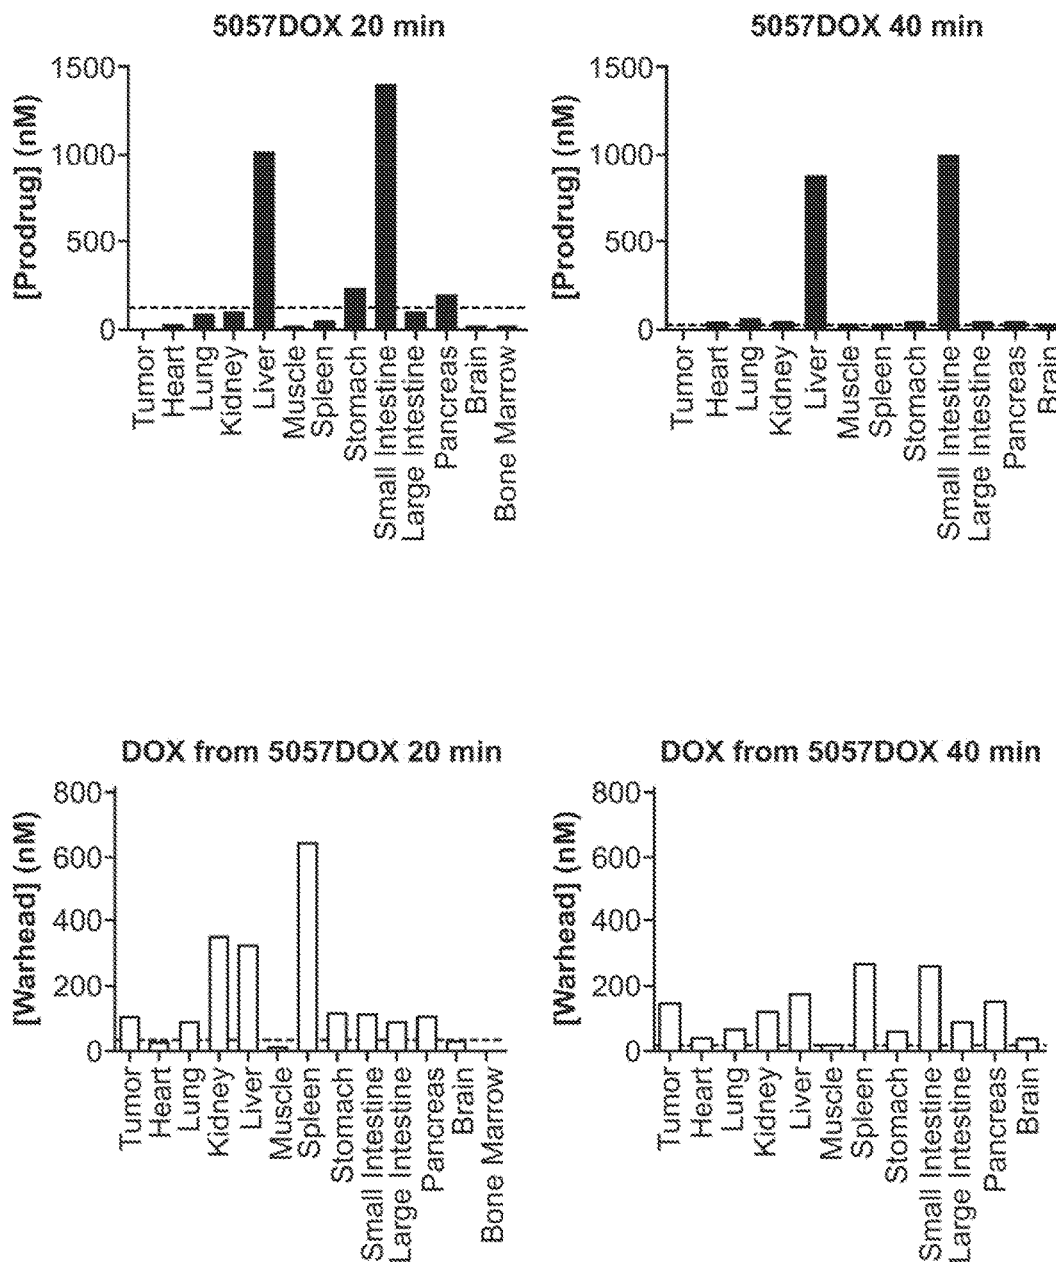 5057DOX 20 min
[Prodrug] (nM)
1500
1000
500
0
Tumor
Heart
Lung
Kidney
Liver
Muscle
Spleen
Stomach
Small Intestine
Large Intestine
Pancreas
Brain
Bone Marrow
5057DOX 40 min
[Prodrug] (nM)
1500
1000
500
0
Tumor
Heart
Lung
Kidney
Liver
Muscle
Spleen
Stomach
Small Intestine
Large Intestine
Pancreas
Brain
DOX from 5057DOX 20 min
[Warhead] (nM)
800
600
400
200
0
Tumor
Heart
Lung
Kidney
Liver
Muscle
Spleen
Stomach
Small Intestine
Large Intestine
Pancreas
Brain
Bone Marrow
DOX from 5057DOX 40 min
[Warhead] (nM)
800
600
400
200
0
Tumor
Heart
Lung
Kidney
Liver
Muscle
Spleen
Stomach
Small Intestine
Large Intestine
Pancreas
Brain